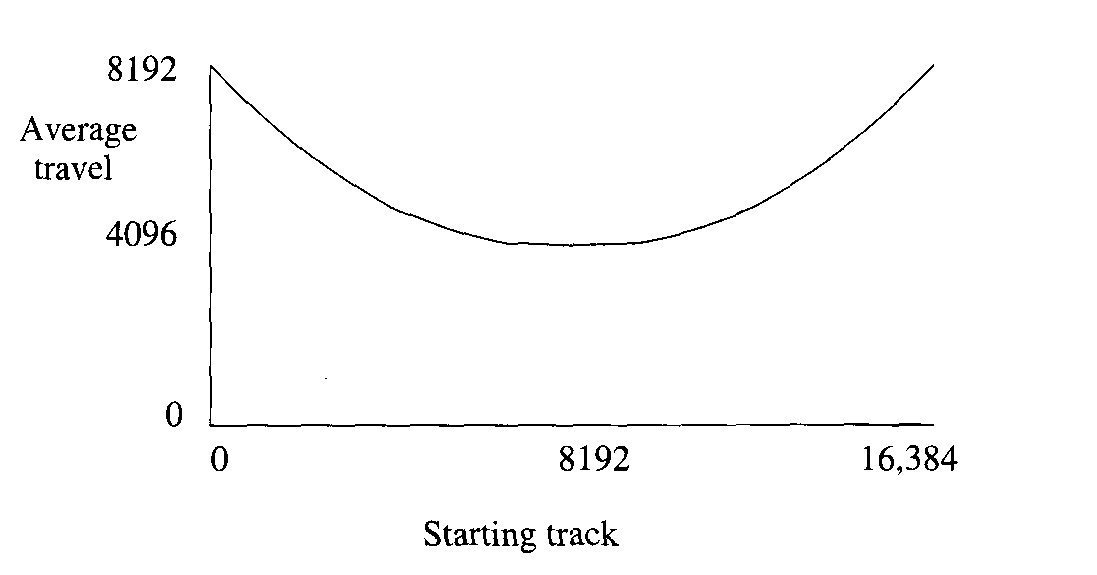 8192
Average
travel
4096
0
0 8192 16,384
Starting track